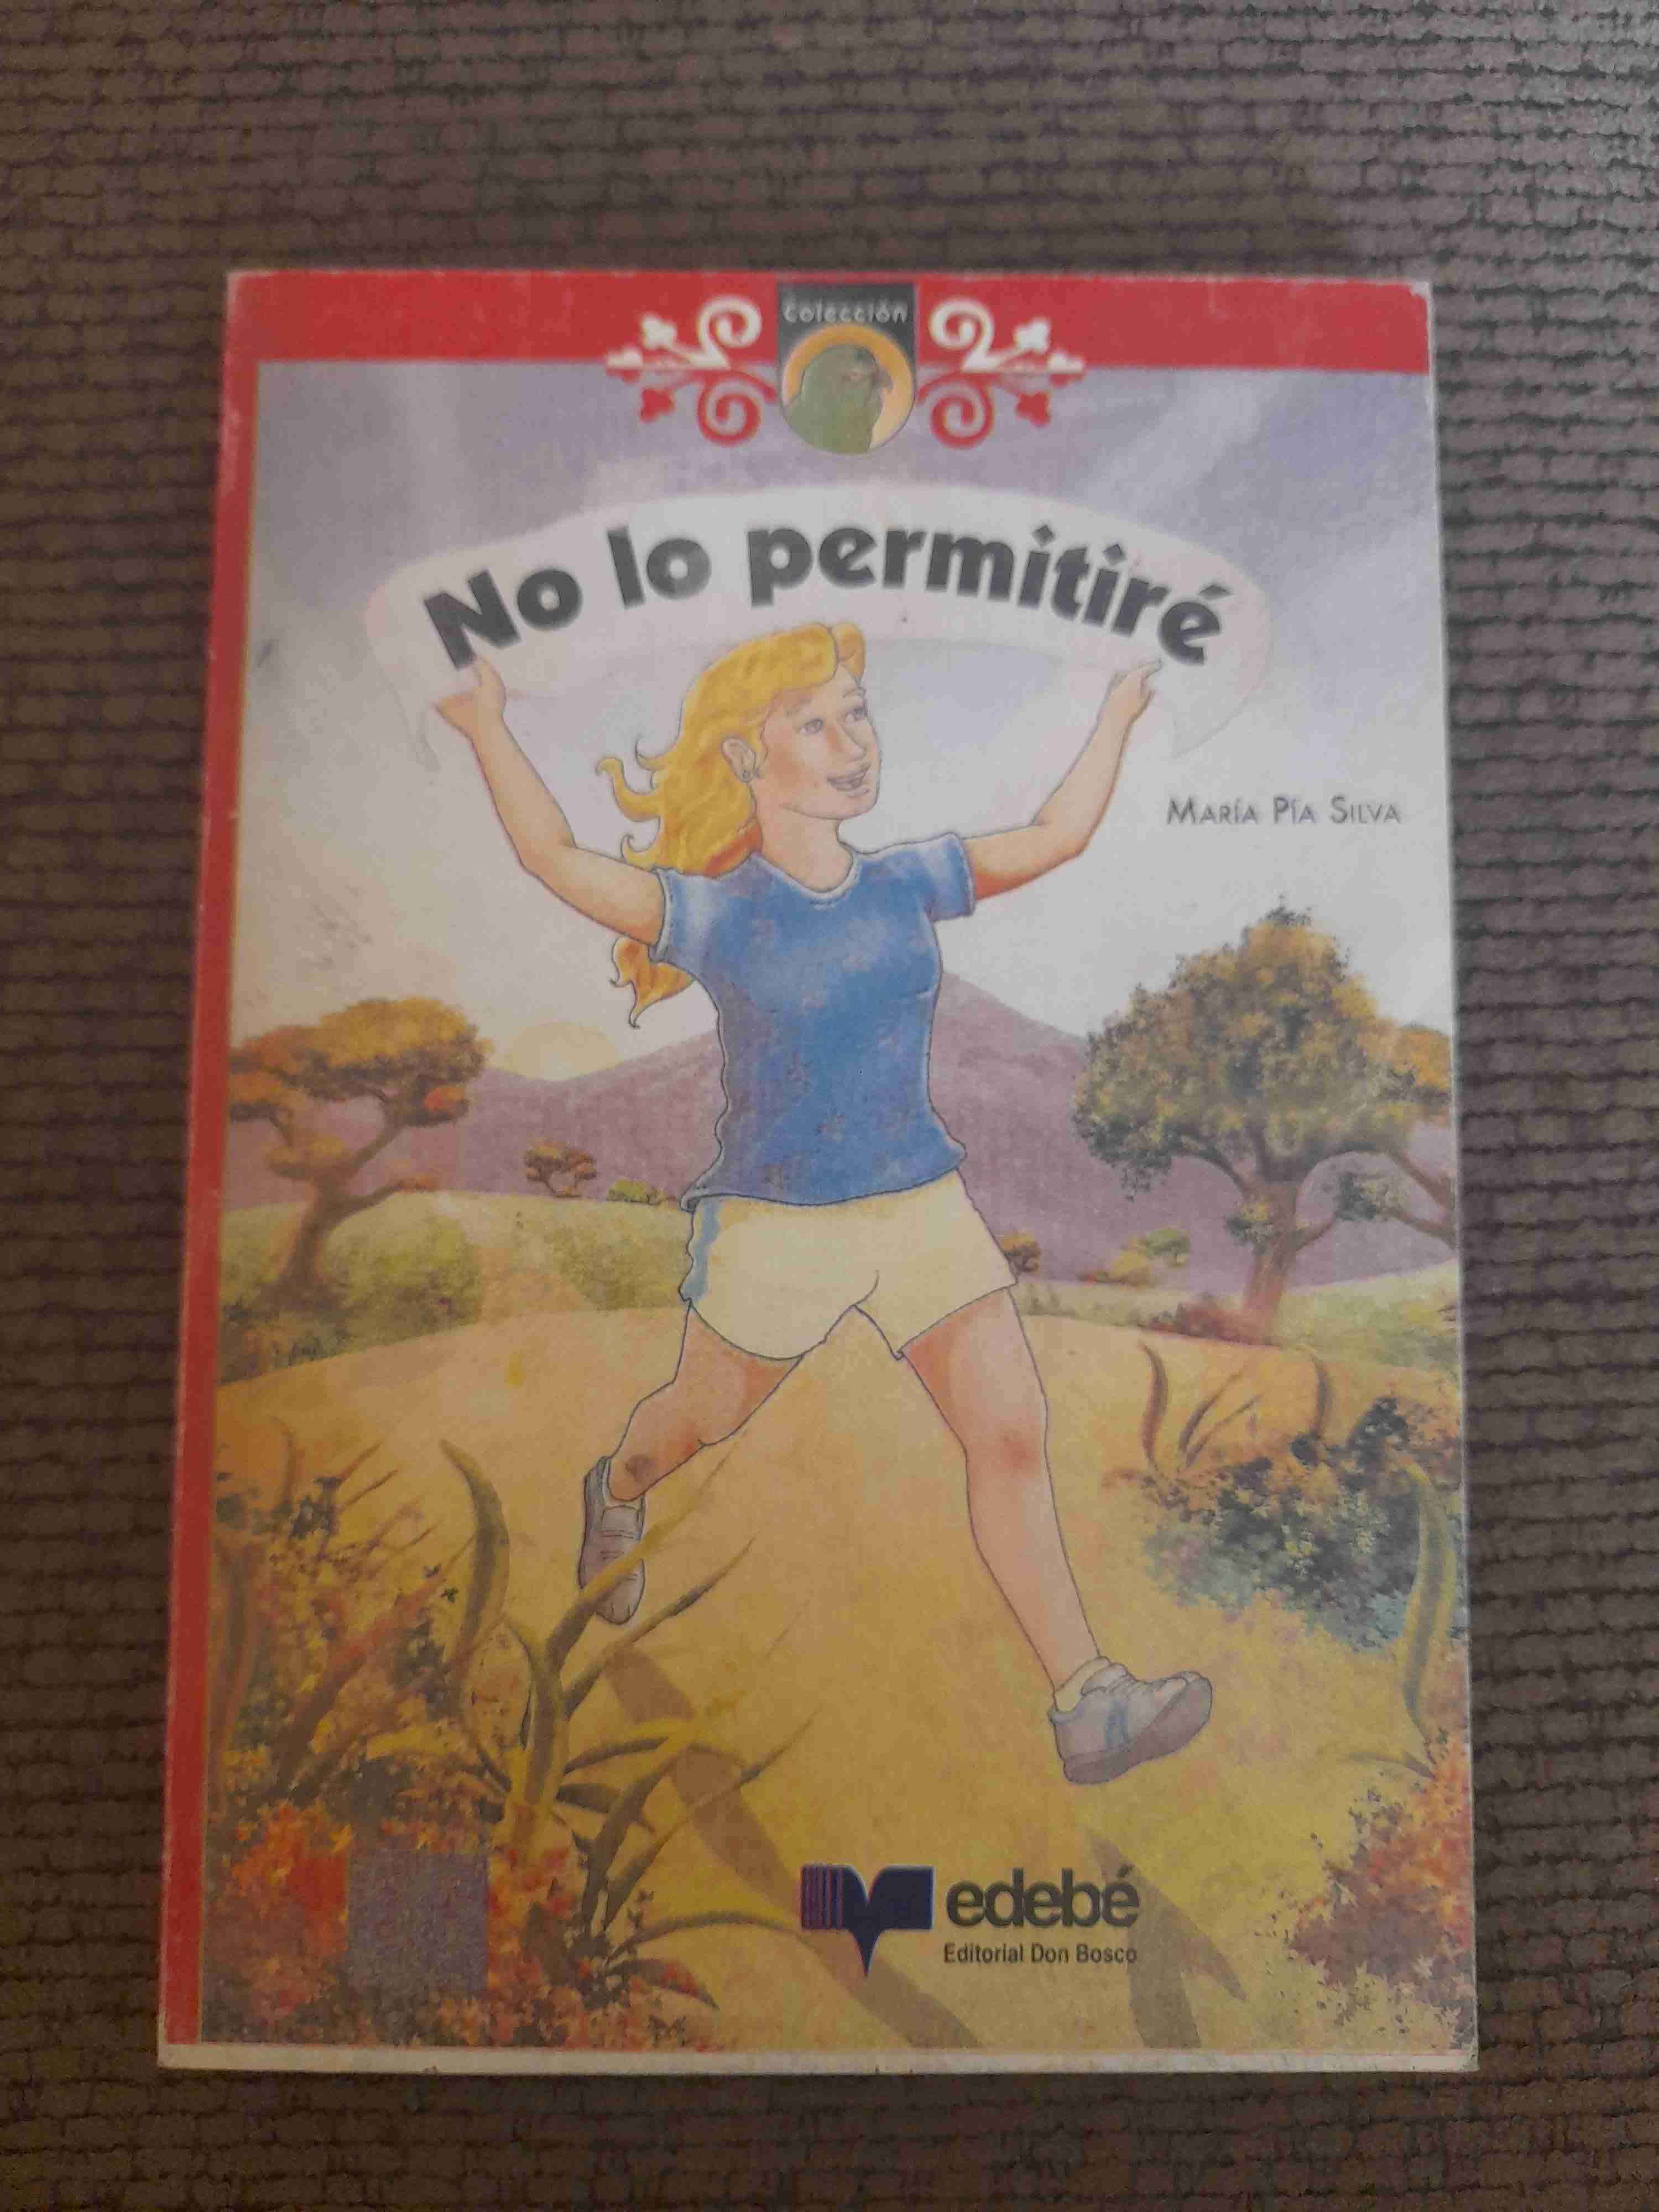 Colección
No lo permitiré
MARÍA PÍA SILVA
edebé
Editorial Don Bosco